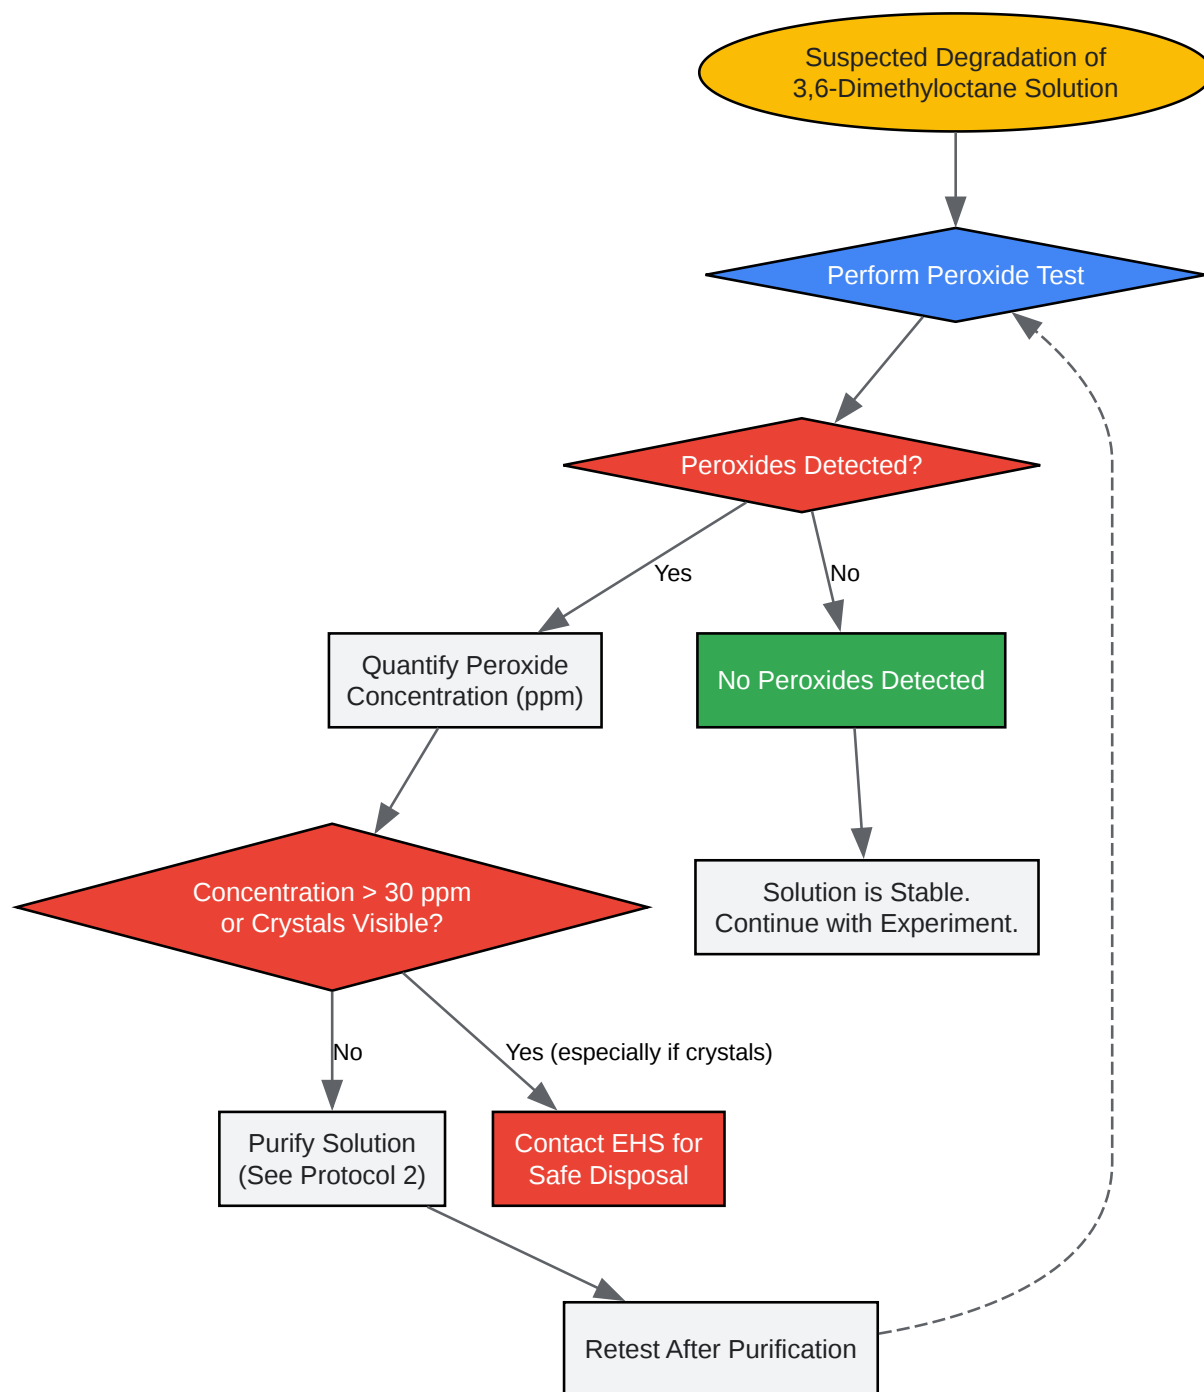 Suspected Degradation of
3,6-Dimethyloctane Solution
Perform Peroxide Test
Peroxides Detected?
Yes
No
Quantify Peroxide
Concentration (ppm)
No Peroxides Detected
Concentration > 30 ppm
or Crystals Visible?
Solution is Stable.
Continue with Experiment.
No
Yes (especially if crystals)
Purify Solution
(See Protocol 2)
Contact EHS for
Safe Disposal
Retest After Purification